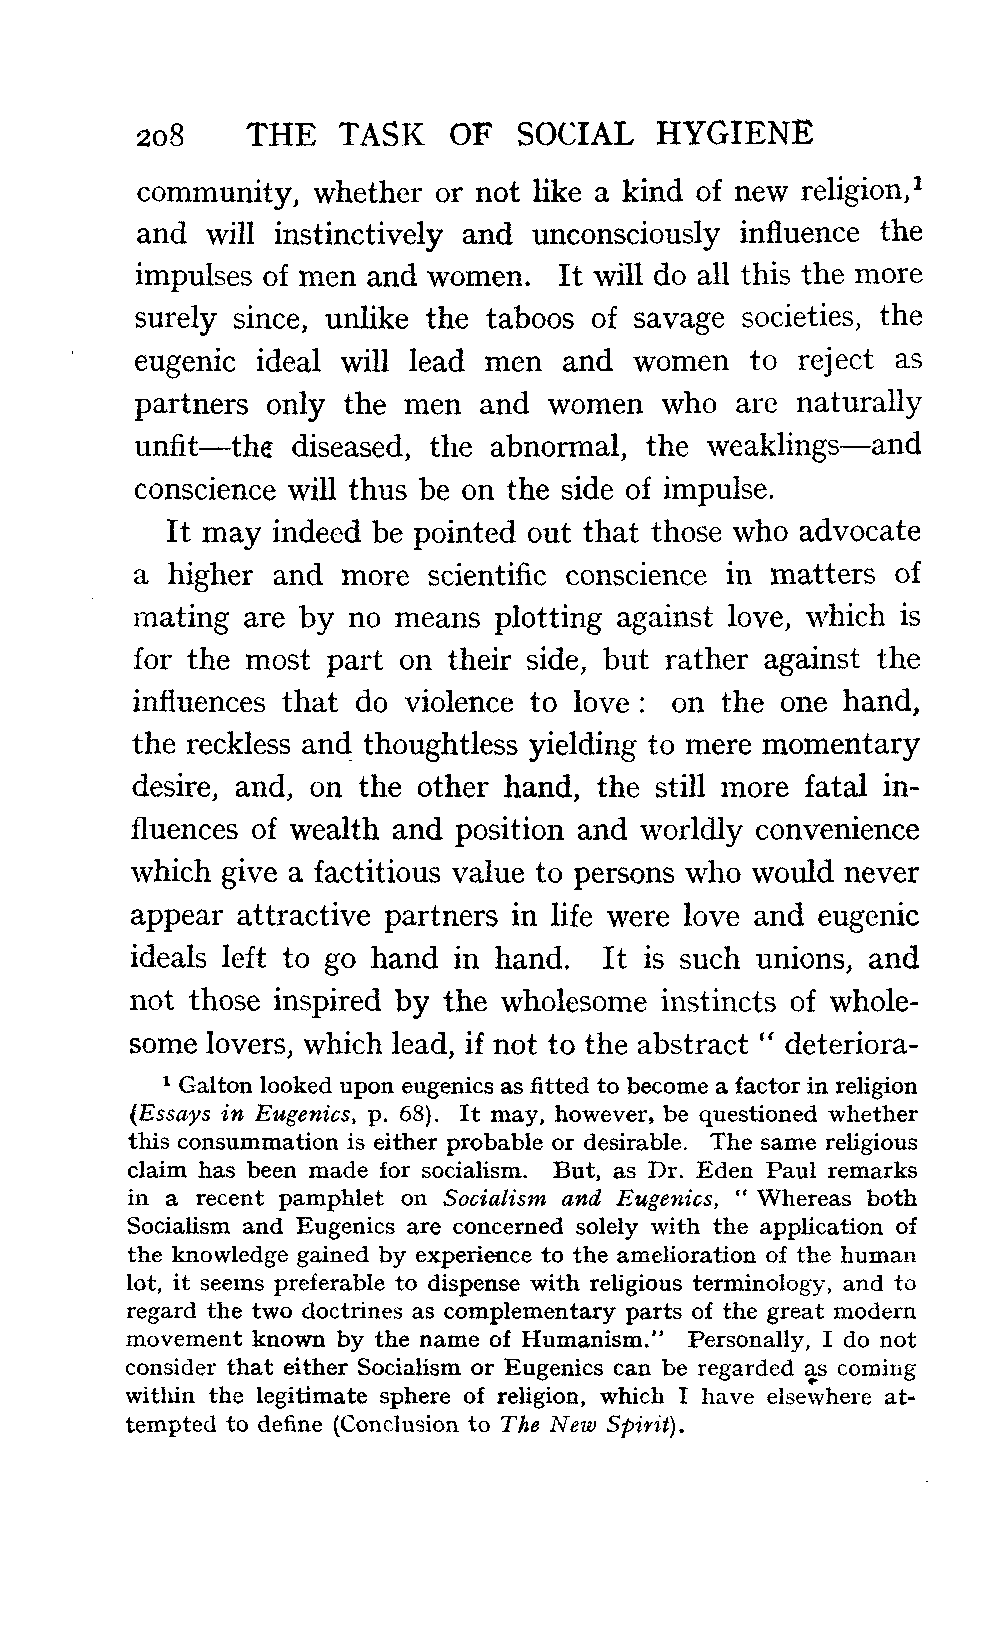 208 THE TASK OF SOCIAL HYGIENE
community, whether or not like a kind of new religion,¹
and will instinctively and unconsciously influence the
impulses of men and women. It will do all this the more
surely since, unlike the taboos of savage societies, the
eugenic ideal will lead men and women to reject as
partners only the men and women who are naturally
unfit—the diseased, the abnormal, the weaklings—and
conscience will thus be on the side of impulse.
It may indeed be pointed out that those who advocate
a higher and more scientific conscience in matters of
mating are by no means plotting against love, which is
for the most part on their side, but rather against the
influences that do violence to love : on the one hand,
the reckless and thoughtless yielding to mere momentary
desire, and, on the other hand, the still more fatal in-
fluences of wealth and position and worldly convenience
which give a factitious value to persons who would never
appear attractive partners in life were love and eugenic
ideals left to go hand in hand. It is such unions, and
not those inspired by the wholesome instincts of whole-
some lovers, which lead, if not to the abstract " deteriora-
¹ Galton looked upon eugenics as fitted to become a factor in religion
(Essays in Eugenics, p. 68). It may, however, be questioned whether
this consummation is either probable or desirable. The same religious
claim has been made for socialism. But, as Dr. Eden Paul remarks
in a recent pamphlet on Socialism and Eugenics, " Whereas both
Socialism and Eugenics are concerned solely with the application of
the knowledge gained by experience to the amelioration of the human
lot, it seems preferable to dispense with religious terminology, and to
regard the two doctrines as complementary parts of the great modern
movement known by the name of Humanism." Personally, I do not
consider that either Socialism or Eugenics can be regarded as coming
within the legitimate sphere of religion, which I have elsewhere at-
tempted to define (Conclusion to The New Spirit).